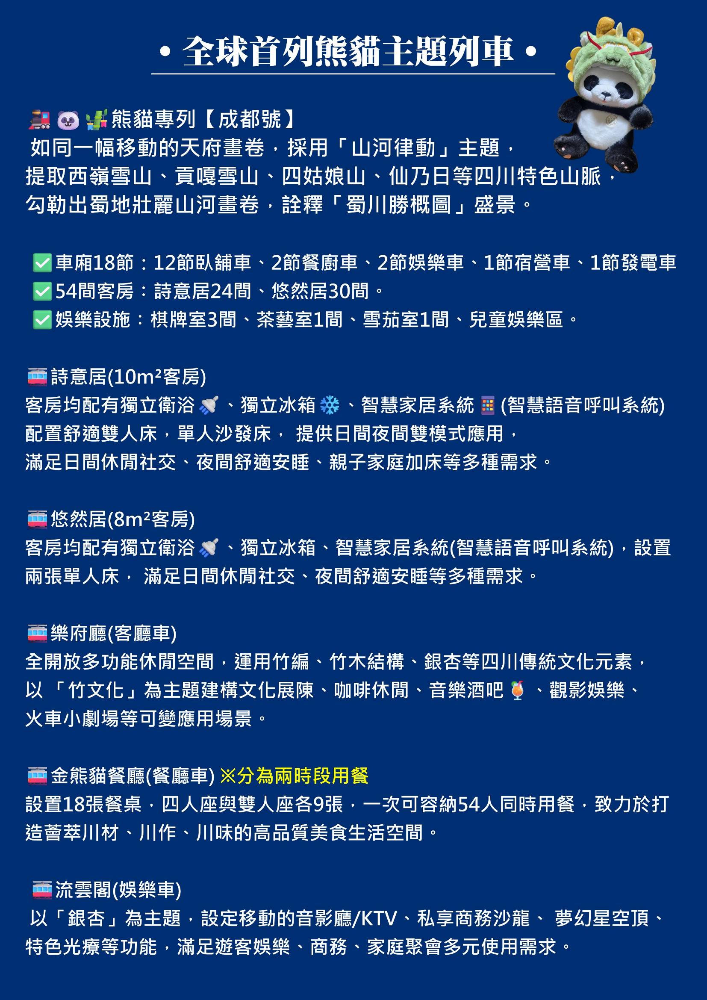 • 全球首列熊貓主題列車 •
🚂🐼🎋熊貓專列【成都號】
如同一幅移動的天府畫卷，採用「山河律動」主題，
提取西嶺雪山、貢嘎雪山、四姑娘山、仙乃日等四川特色山脈，
勾勒出蜀地壯麗山河畫卷，詮釋「蜀川勝概圖」盛景。
✅車廂18節：12節臥舖車、2節餐廚車、2節娛樂車、1節宿營車、1節發電車
✅54間客房：詩意居24間、悠然居30間。
✅娛樂設施：棋牌室3間、茶藝室1間、雪茄室1間、兒童娛樂區。
🚋詩意居(10m²客房)
客房均配有獨立衛浴🚿、獨立冰箱❄️、智慧家居系統📱(智慧語音呼叫系統)
配置舒適雙人床，單人沙發床， 提供日間夜間雙模式應用，
滿足日間休閒社交、夜間舒適安睡、親子家庭加床等多種需求。
🚋悠然居(8m²客房)
客房均配有獨立衛浴🚿、獨立冰箱、智慧家居系統(智慧語音呼叫系統)，設置
兩張單人床， 滿足日間休閒社交、夜間舒適安睡等多種需求。
🚋樂府廳(客廳車)
全開放多功能休閒空間，運用竹編、竹木結構、銀杏等四川傳統文化元素，
以 「竹文化」為主題建構文化展陳、咖啡休閒、音樂酒吧🍹、觀影娛樂、
火車小劇場等可變應用場景。
🚋金熊貓餐廳(餐廳車) ※分為兩時段用餐
設置18張餐桌，四人座與雙人座各9張，一次可容納54人同時用餐，致力於打
造薈萃川材、川作、川味的高品質美食生活空間。
🚋流雲閣(娛樂車)
以「銀杏」為主題，設定移動的音影廳/KTV、私享商務沙龍、 夢幻星空頂、
特色光療等功能，滿足遊客娛樂、商務、家庭聚會多元使用需求。